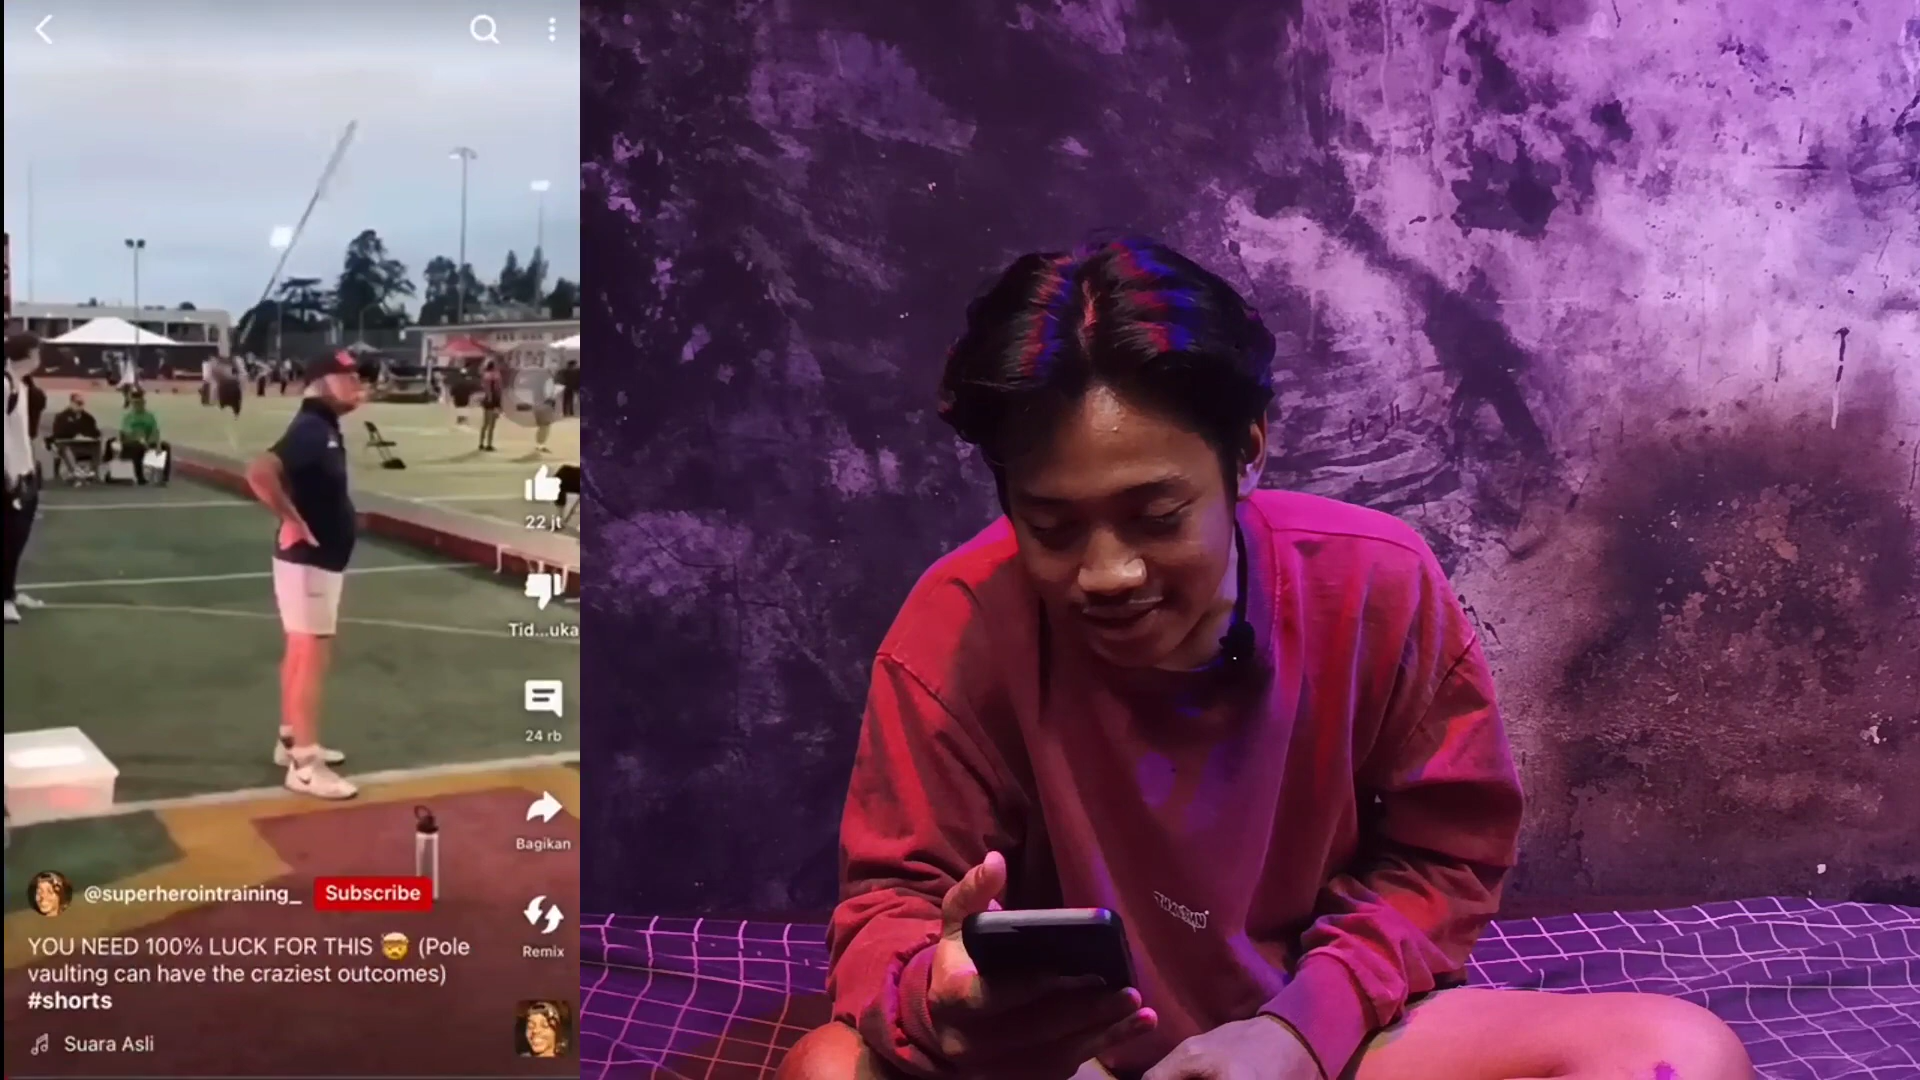 22 jt
Tid...uka
24 rb
Bagikan
@superherointraining_ Subscribe
Remix
YOU NEED 100% LUCK FOR THIS 🤯 (Pole
vaulting can have the craziest outcomes)
#shorts
Suara Asli